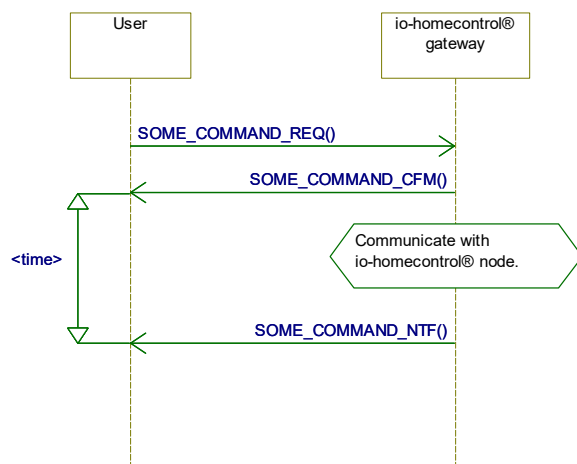 User
io-homecontrol®
gateway
SOME_COMMAND_REQ()
SOME_COMMAND_CFM()
Communicate with
io-homecontrol® node.
<time>
SOME_COMMAND_NTF()